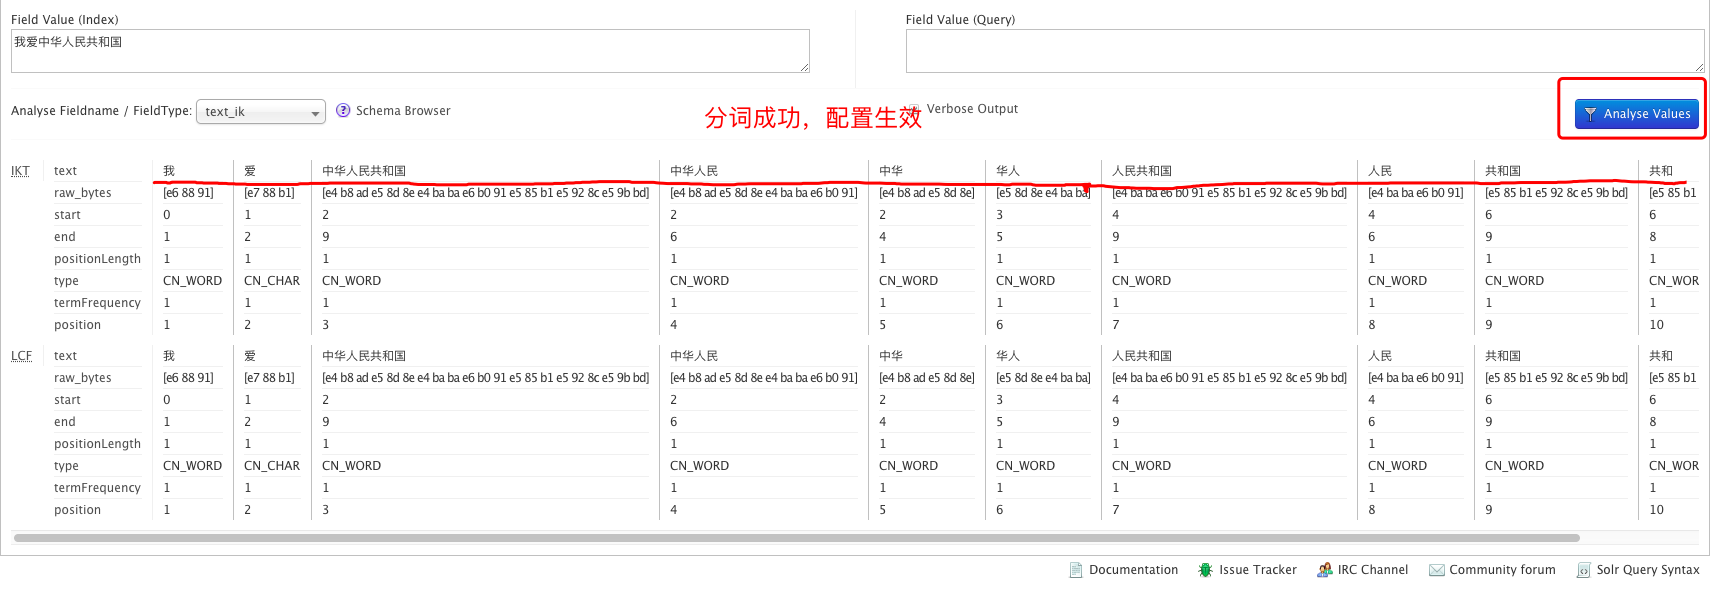 Field Value (Index)
Field Value (Query)
我爱中华人民共和国
Analyse Fieldname / FieldType: text_ik Schema Browser
分词成功，配置生效
Verbose Output
Analyse Values
IKT text 我 爱 中华人民共和国 中华人民 中华 华人 人民共和国 人民 共和国 共和
raw_bytes [e6 88 91] [e7 88 b1] [e4 b8 ad e5 8d 8e e4 ba ba e6 b0 91 e5 85 b1 e5 92 8c e5 9b bd] [e4 b8 ad e5 8d 8e e4 ba ba e6 b0 91] [e4 b8 ad e5 8d 8e] [e5 8d 8e e4 ba ba] [e4 ba ba e6 b0 91 e5 85 b1 e5 92 8c e5 9b bd] [e4 ba ba e6 b0 91] [e5 85 b1 e5 92 8c e5 9b bd] [e5 85 b1
start 0 1 2 2 2 3 4 4 6 6
end 1 2 9 6 4 5 9 6 9 8
positionLength 1 1 1 1 1 1 1 1 1 1
type CN_WORD CN_CHAR CN_WORD CN_WORD CN_WORD CN_WORD CN_WORD CN_WORD CN_WORD CN_WOR
termFrequency 1 1 1 1 1 1 1 1 1 1
position 1 2 3 4 5 6 7 8 9 10
LCF text 我 爱 中华人民共和国 中华人民 中华 华人 人民共和国 人民 共和国 共和
raw_bytes [e6 88 91] [e7 88 b1] [e4 b8 ad e5 8d 8e e4 ba ba e6 b0 91 e5 85 b1 e5 92 8c e5 9b bd] [e4 b8 ad e5 8d 8e e4 ba ba e6 b0 91] [e4 b8 ad e5 8d 8e] [e5 8d 8e e4 ba ba] [e4 ba ba e6 b0 91 e5 85 b1 e5 92 8c e5 9b bd] [e4 ba ba e6 b0 91] [e5 85 b1 e5 92 8c e5 9b bd] [e5 85 b1
start 0 1 2 2 2 3 4 4 6 6
end 1 2 9 6 4 5 9 6 9 8
positionLength 1 1 1 1 1 1 1 1 1 1
type CN_WORD CN_CHAR CN_WORD CN_WORD CN_WORD CN_WORD CN_WORD CN_WORD CN_WORD CN_WOR
termFrequency 1 1 1 1 1 1 1 1 1 1
position 1 2 3 4 5 6 7 8 9 10
Documentation Issue Tracker IRC Channel Community forum Solr Query Syntax